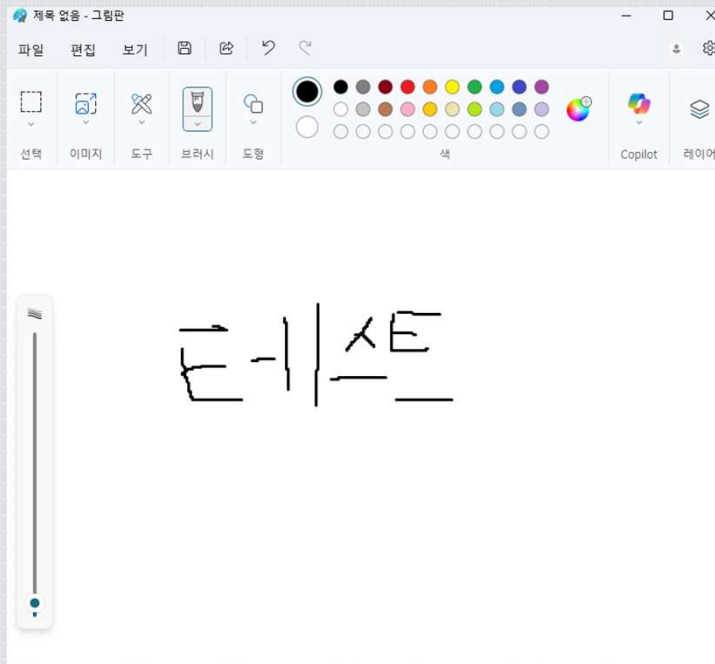 제목 없음 - 그림판
파일 편집 보기
선택 이미지 도구 브러시 도형 색 Copilot 레이어
테스트